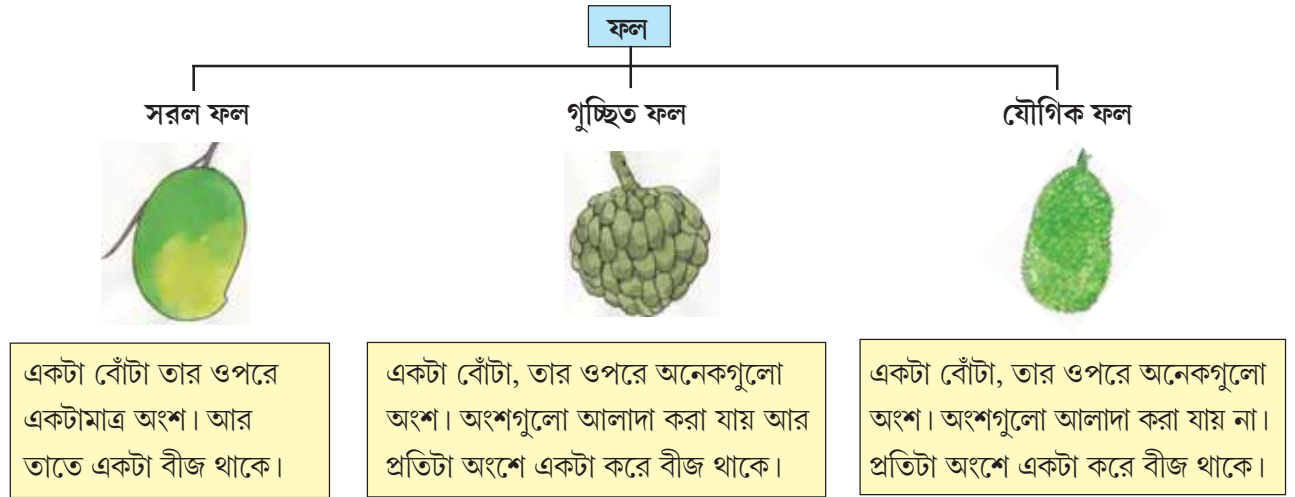 ফল
সরল ফল
গুচ্ছিত ফল
যৌগিক ফল
একটা বোঁটা তার ওপরে
একটামাত্র অংশ। আর
তাতে একটা বীজ থাকে।
একটা বোঁটা, তার ওপরে অনেকগুলো
অংশ। অংশগুলো আলাদা করা যায় আর
প্রতিটা অংশে একটা করে বীজ থাকে।
একটা বোঁটা, তার ওপরে অনেকগুলো
অংশ। অংশগুলো আলাদা করা যায় না।
প্রতিটা অংশে একটা করে বীজ থাকে।